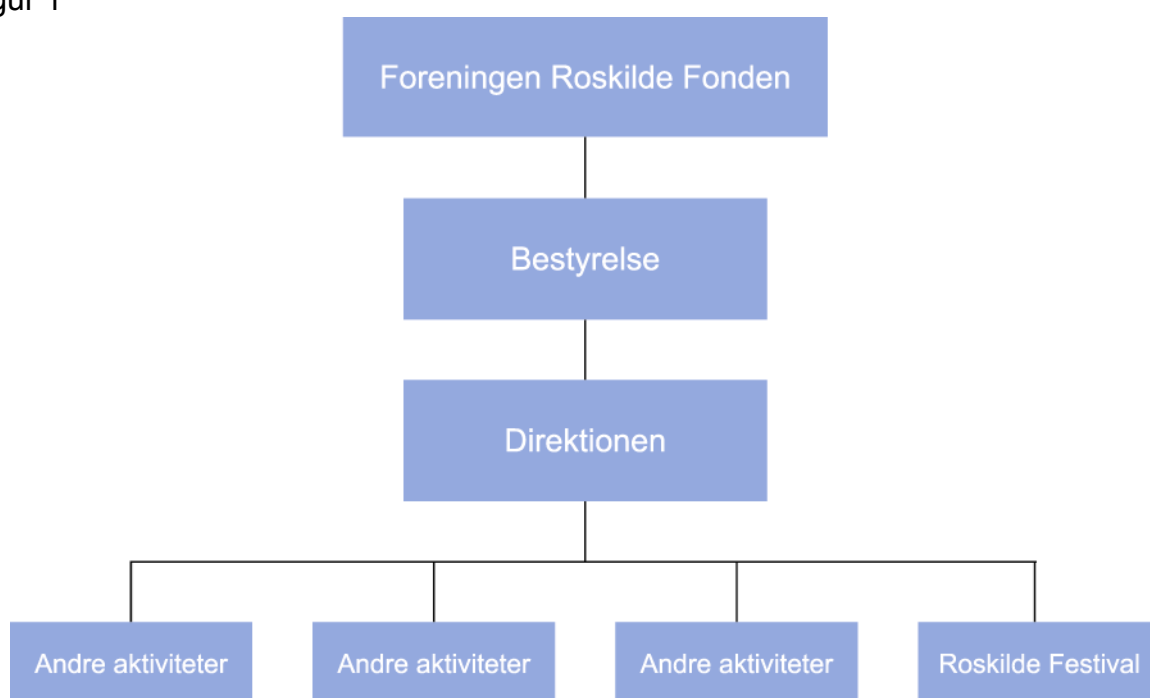 Foreningen Roskilde Fonden
Bestyrelse
Direktionen
Andre aktiviteter
Andre aktiviteter
Andre aktiviteter
Roskilde Festival